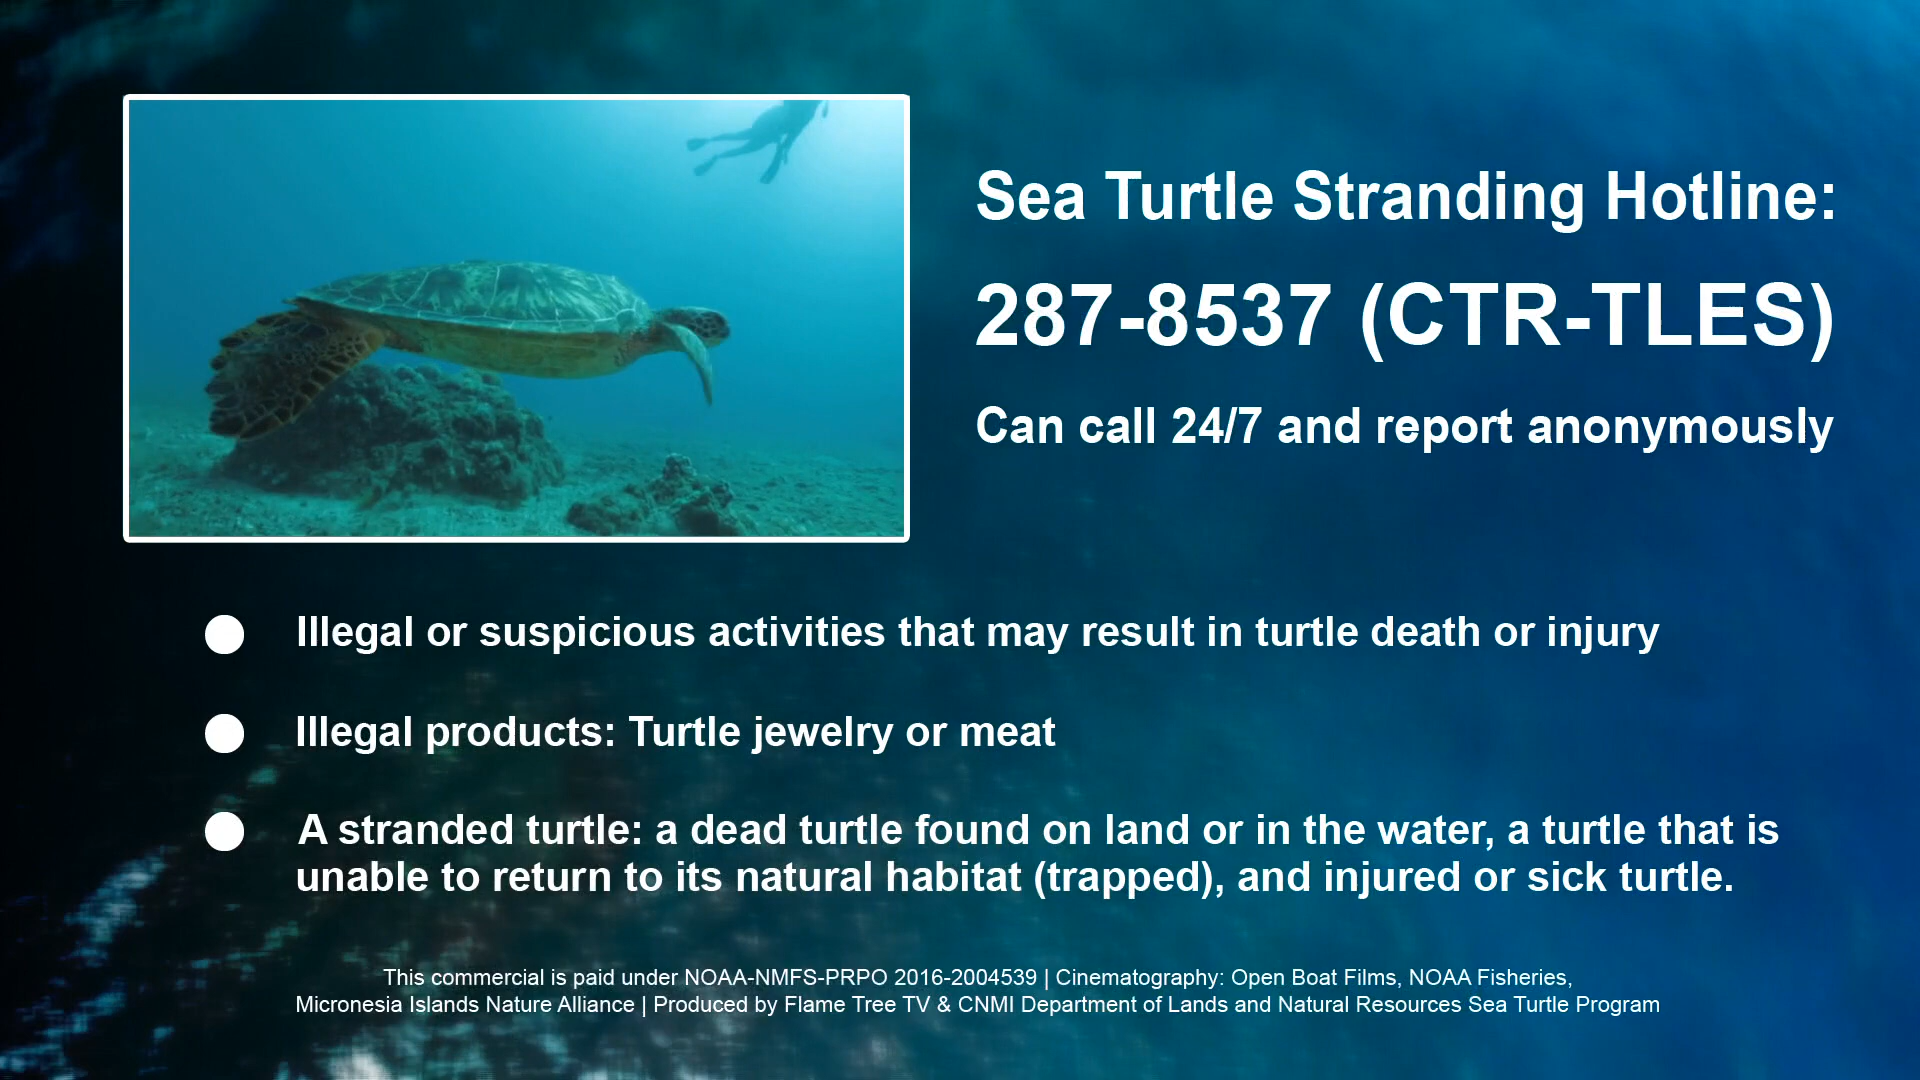 Sea Turtle Stranding Hotline:
287-8537 (CTR-TLES)
Can call 24/7 and report anonymously
Illegal or suspicious activities that may result in turtle death or injury
Illegal products: Turtle jewelry or meat
A stranded turtle: a dead turtle found on land or in the water, a turtle that is
unable to return to its natural habitat (trapped), and injured or sick turtle.
This commercial is paid under NOAA-NMFS-PRPO 2016-2004539 | Cinematography: Open Boat Films, NOAA Fisheries,
Micronesia Islands Nature Alliance | Produced by Flame Tree TV & CNMI Department of Lands and Natural Resources Sea Turtle Program